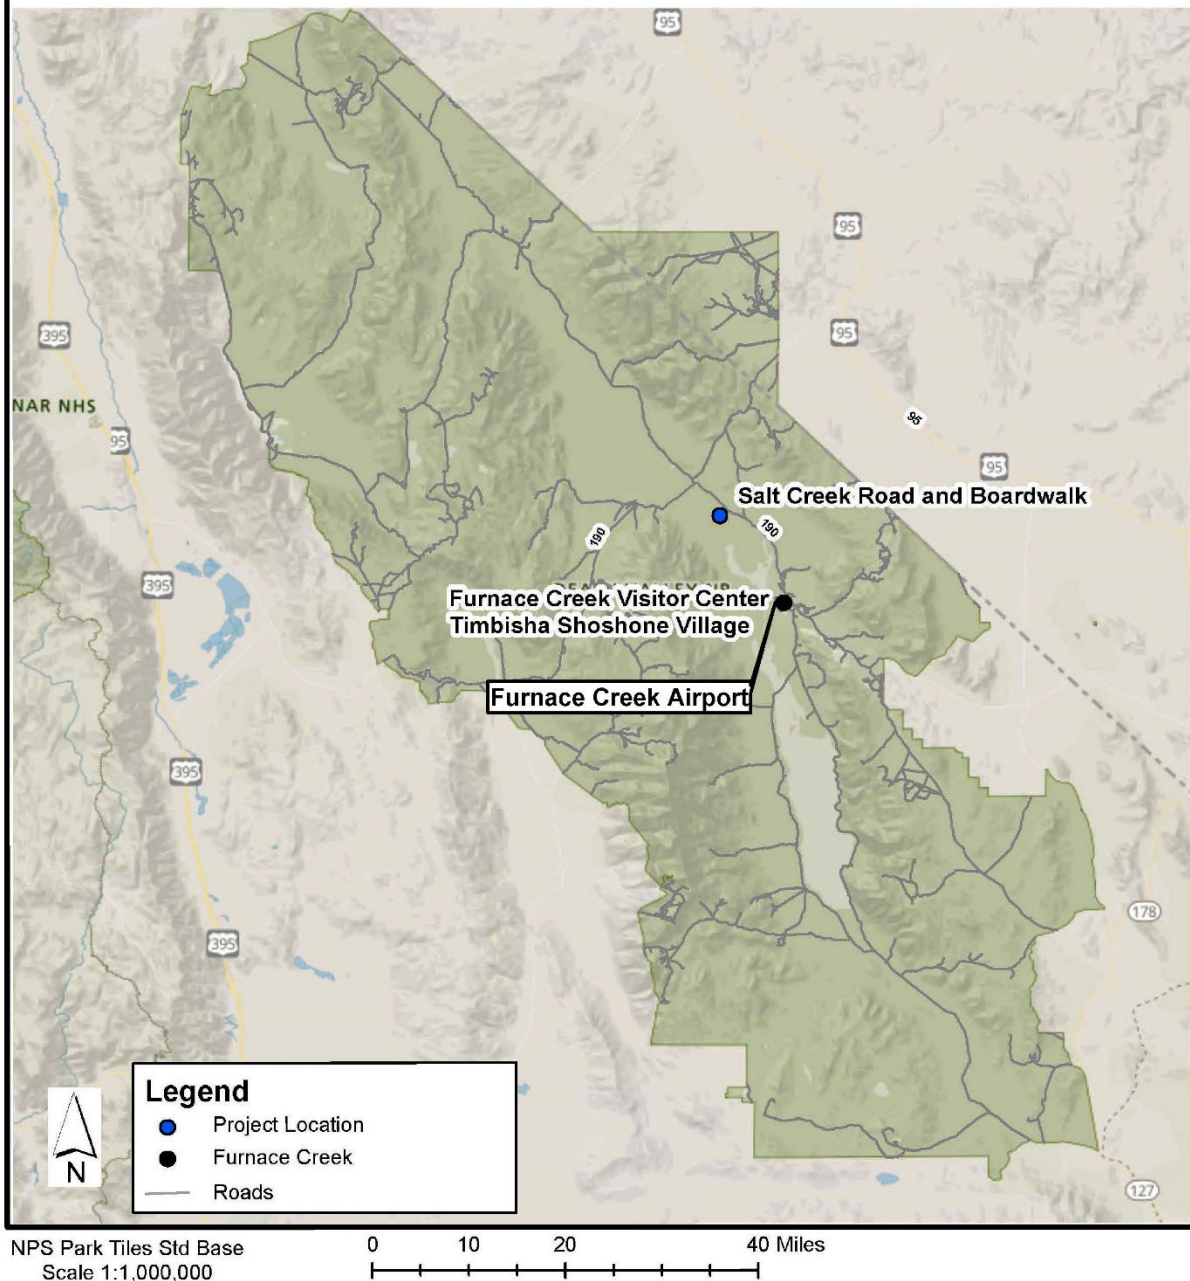 95
95
395
95
NAR NHS
95
95
95
Salt Creek Road and Boardwalk
190
190
395
Furnace Creek Visitor Center
Timbisha Shoshone Village
Furnace Creek Airport
395
178
395
Legend
Project Location
Furnace Creek
Roads
N
127
NPS Park Tiles Std Base
Scale 1:1,000,000
0 10 20 40 Miles